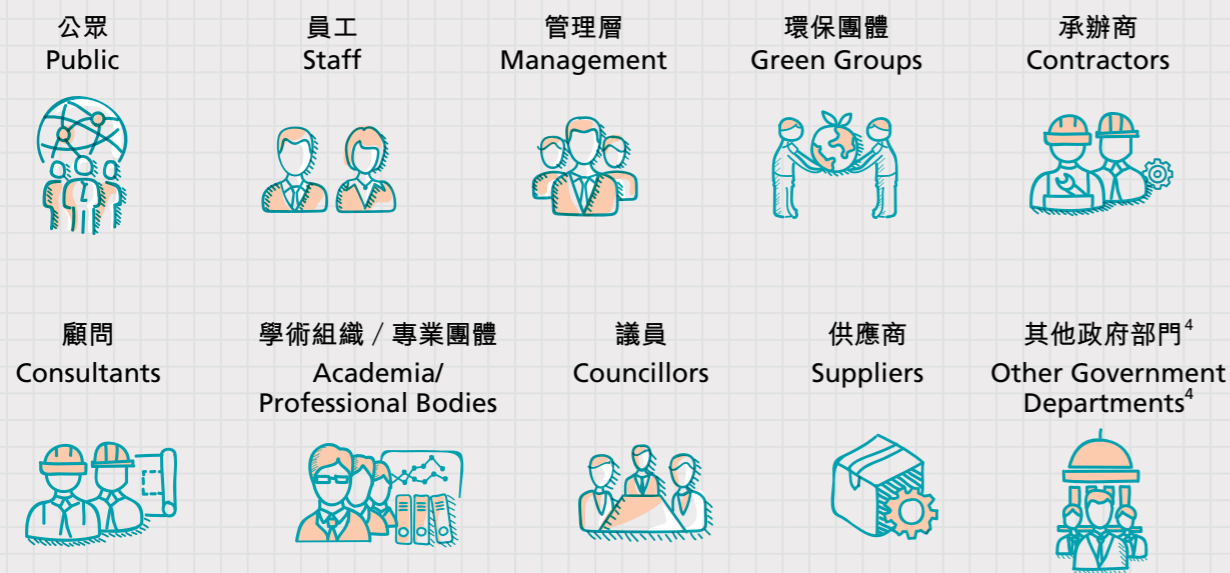 公眾
Public
員工
Staff
管理層
Management
環保團體
Green Groups
承辦商
Contractors
顧問
Consultants
學術組織 / 專業團體
Academia/
Professional Bodies
議員
Councillors
供應商
Suppliers
其他政府部門⁴
Other Government
Departments⁴